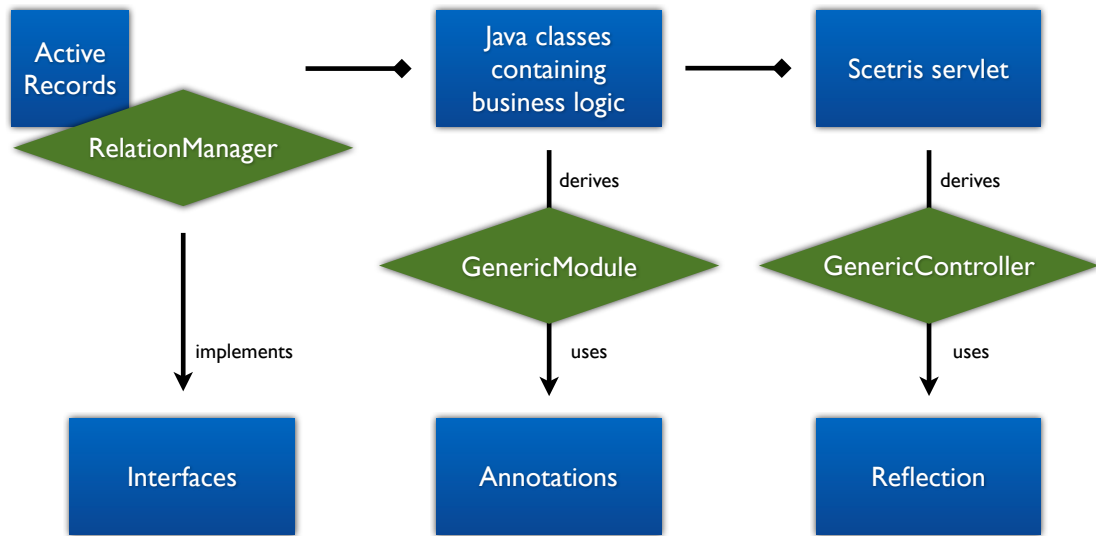 Active
Records
RelationManager
Java classes
containing
business logic
Scetris servlet
derives
derives
GenericModule
GenericController
implements
uses
uses
Interfaces
Annotations
Reflection